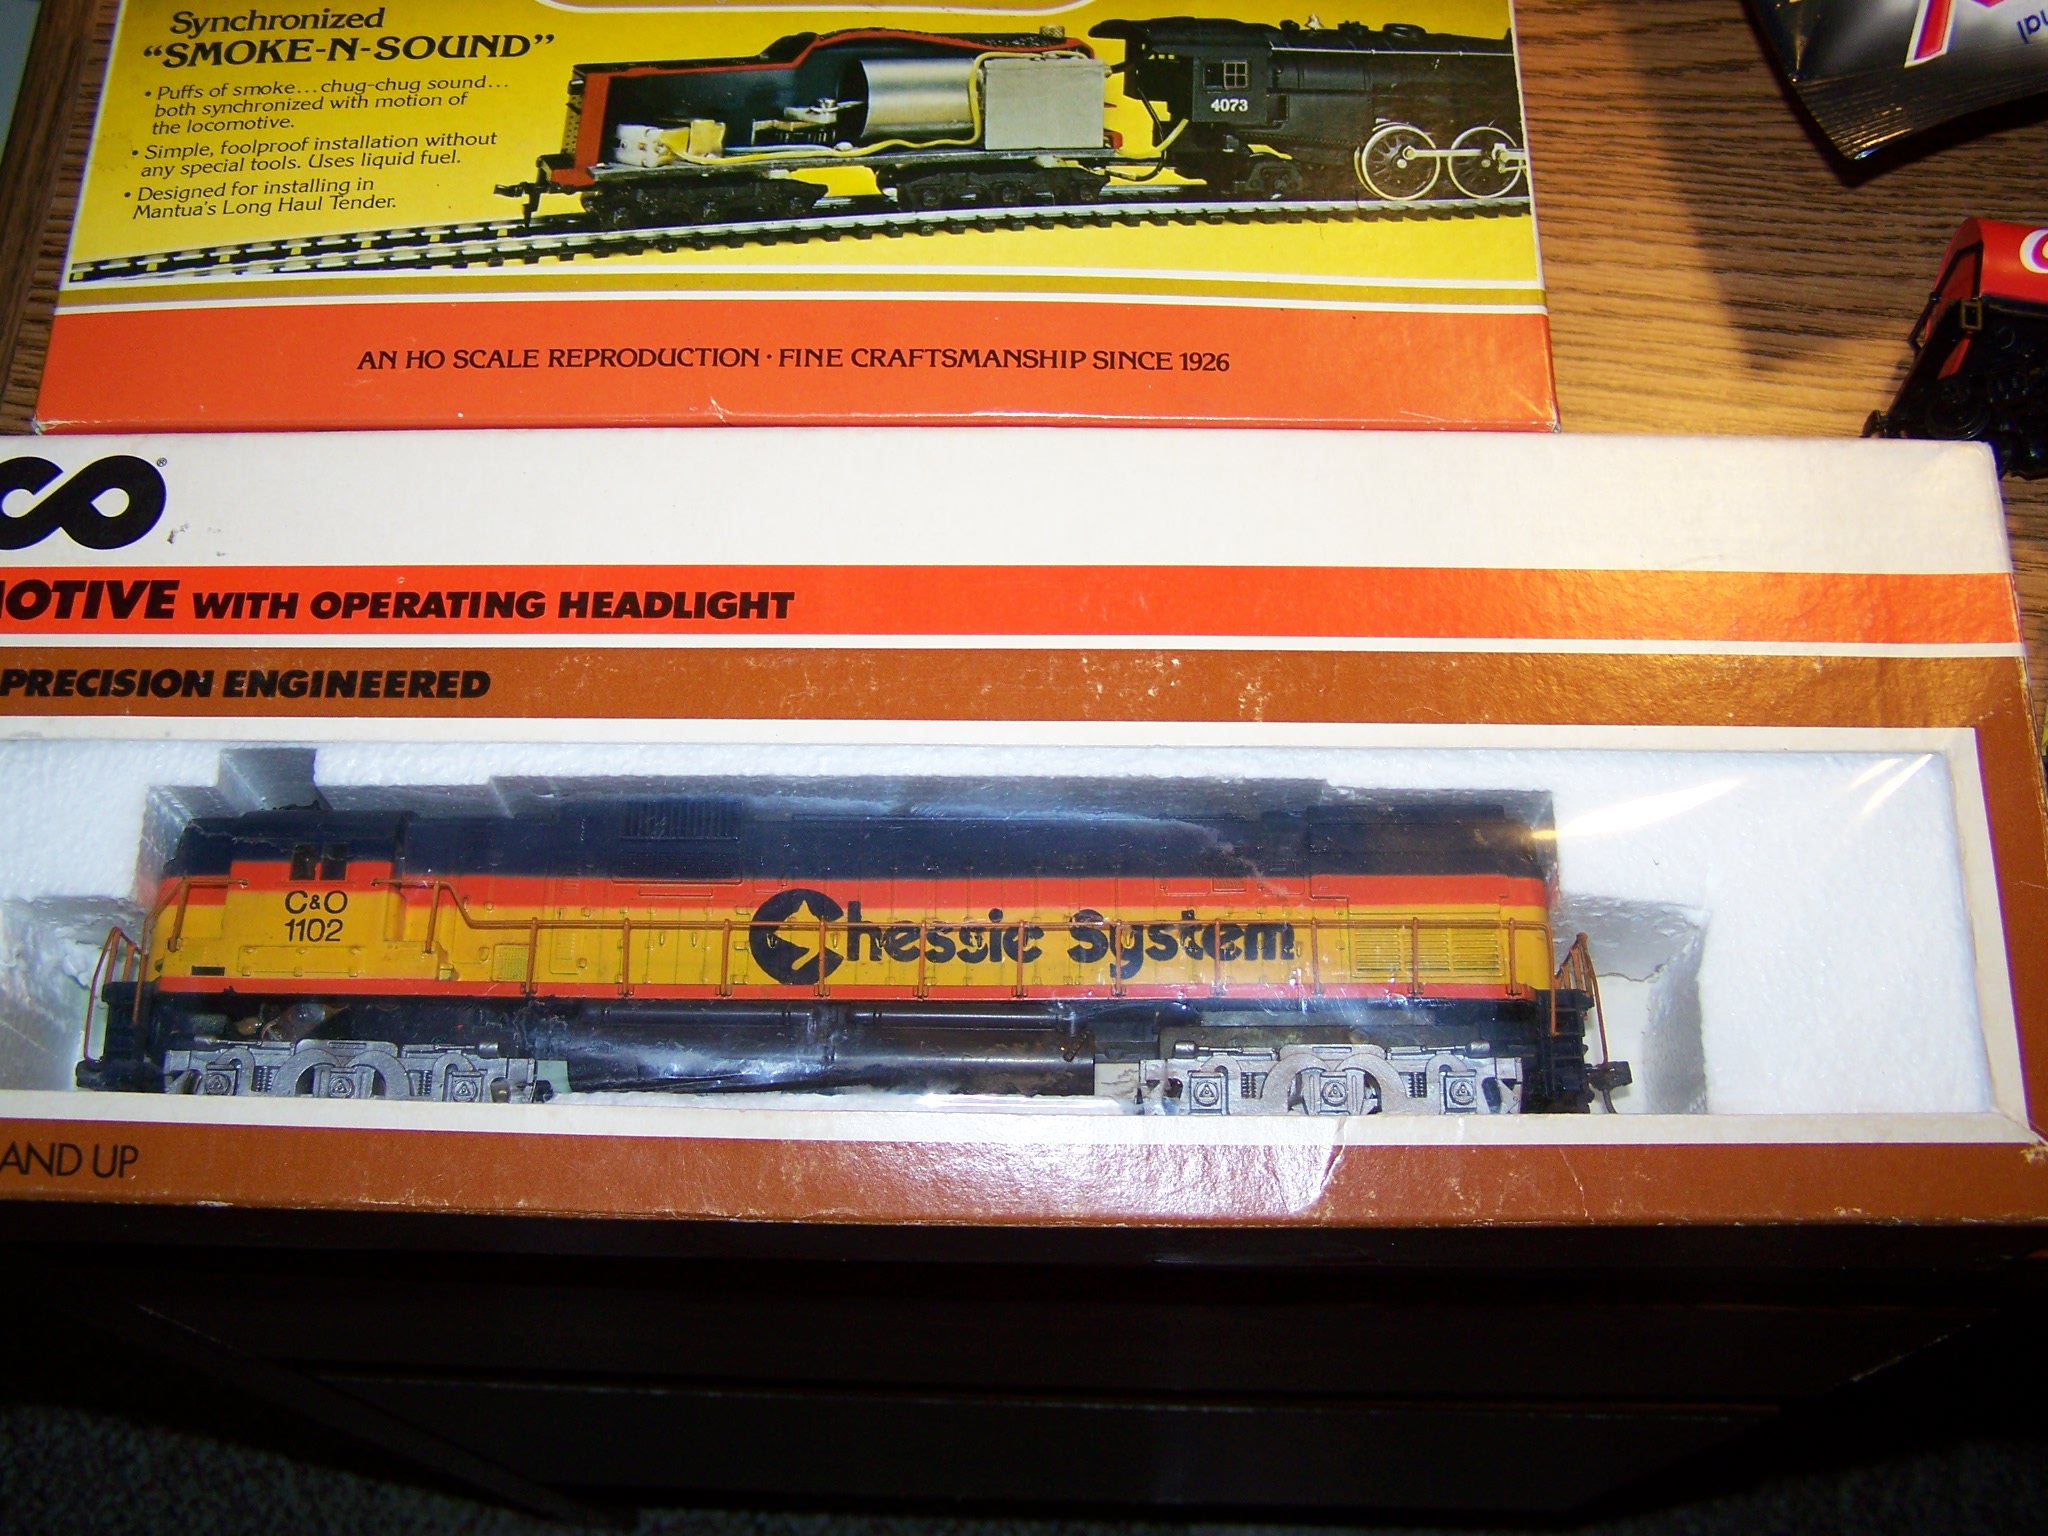 Synchronized
"SMOKE-N-SOUND"
• Puffs of smoke...chug-chug sound...
both synchronized with motion of
the locomotive.
• Simple, foolproof installation without
any special tools. Uses liquid fuel.
• Designed for installing in
Mantua's Long Haul Tender.
4073
AN HO SCALE REPRODUCTION · FINE CRAFTSMANSHIP SINCE 1926
CO®
MOTIVE WITH OPERATING HEADLIGHT
PRECISION ENGINEERED
C&O
1102
Chessie System
AND UP